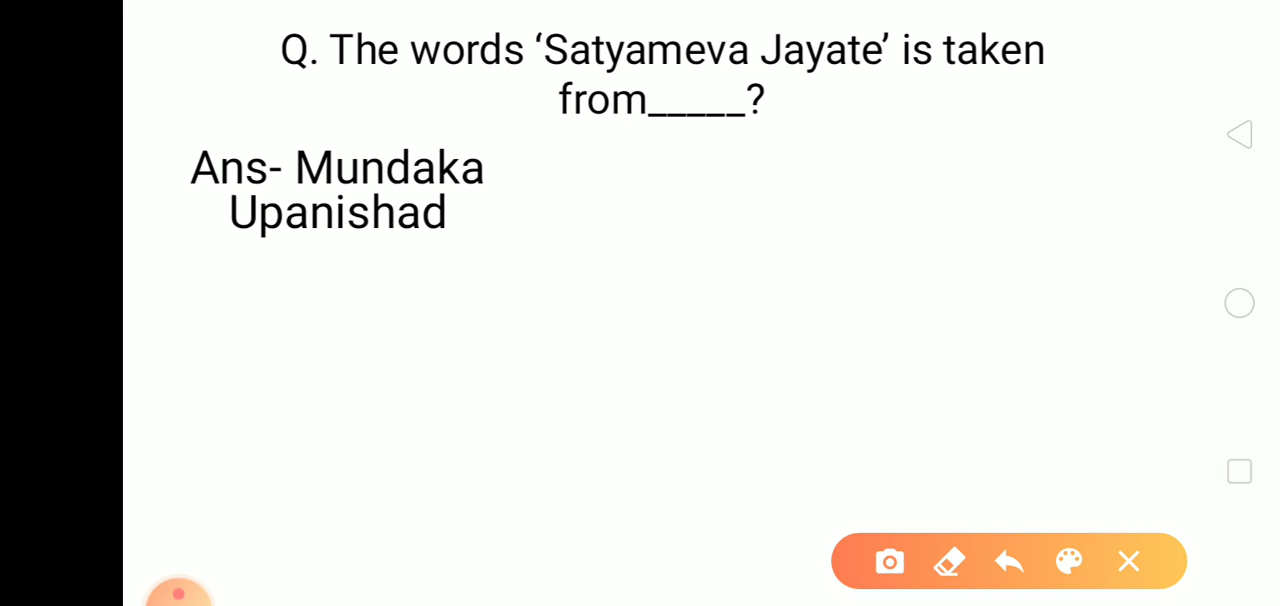 Q. The words ‘Satyameva Jayate’ is taken
from_____?
Ans- Mundaka
Upanishad